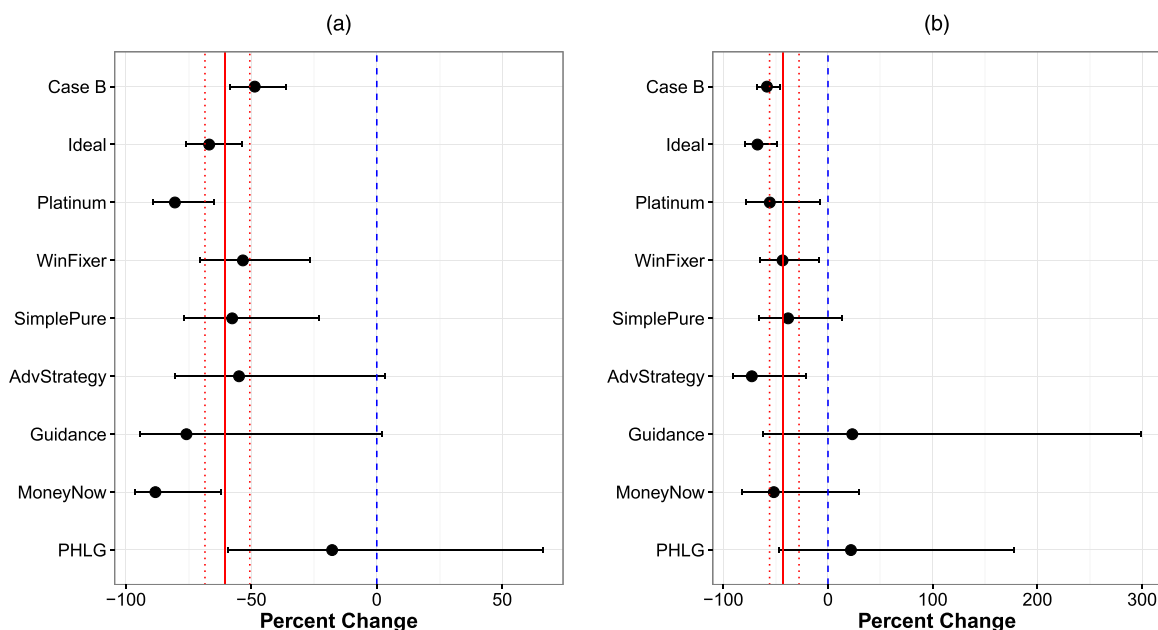 (a)
Case B
Ideal
Platinum
WinFixer
SimplePure
AdvStrategy
Guidance
MoneyNow
PHLG
−100 −50 0 50
Percent Change
(b)
Case B
Ideal
Platinum
WinFixer
SimplePure
AdvStrategy
Guidance
MoneyNow
PHLG
−100 0 100 200 300
Percent Change